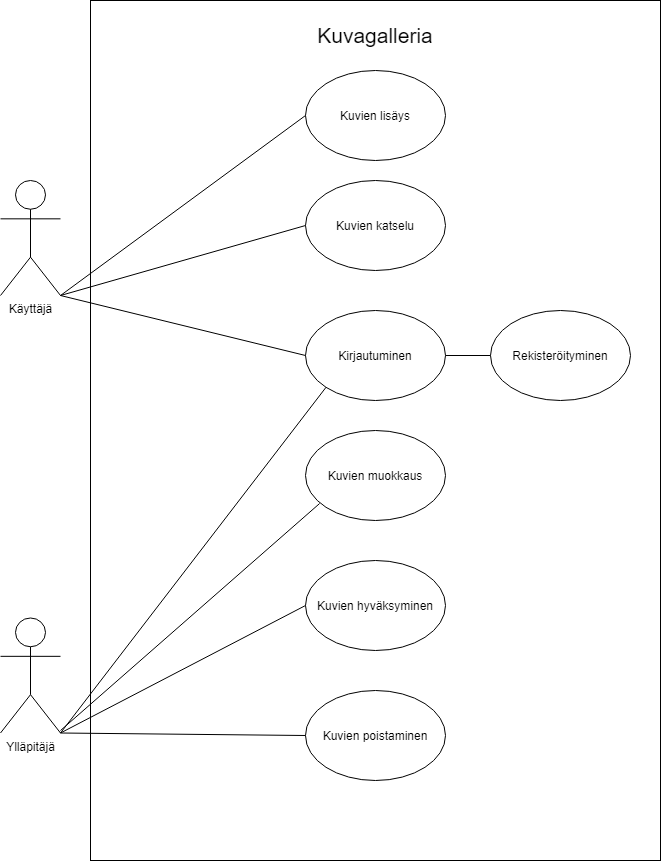 Kuvagalleria
Kuvien lisäys
Kuvien katselu
Käyttäjä
Kirjautuminen
Rekisteröityminen
Kuvien muokkaus
Kuvien hyväksyminen
Kuvien poistaminen
Ylläpitäjä